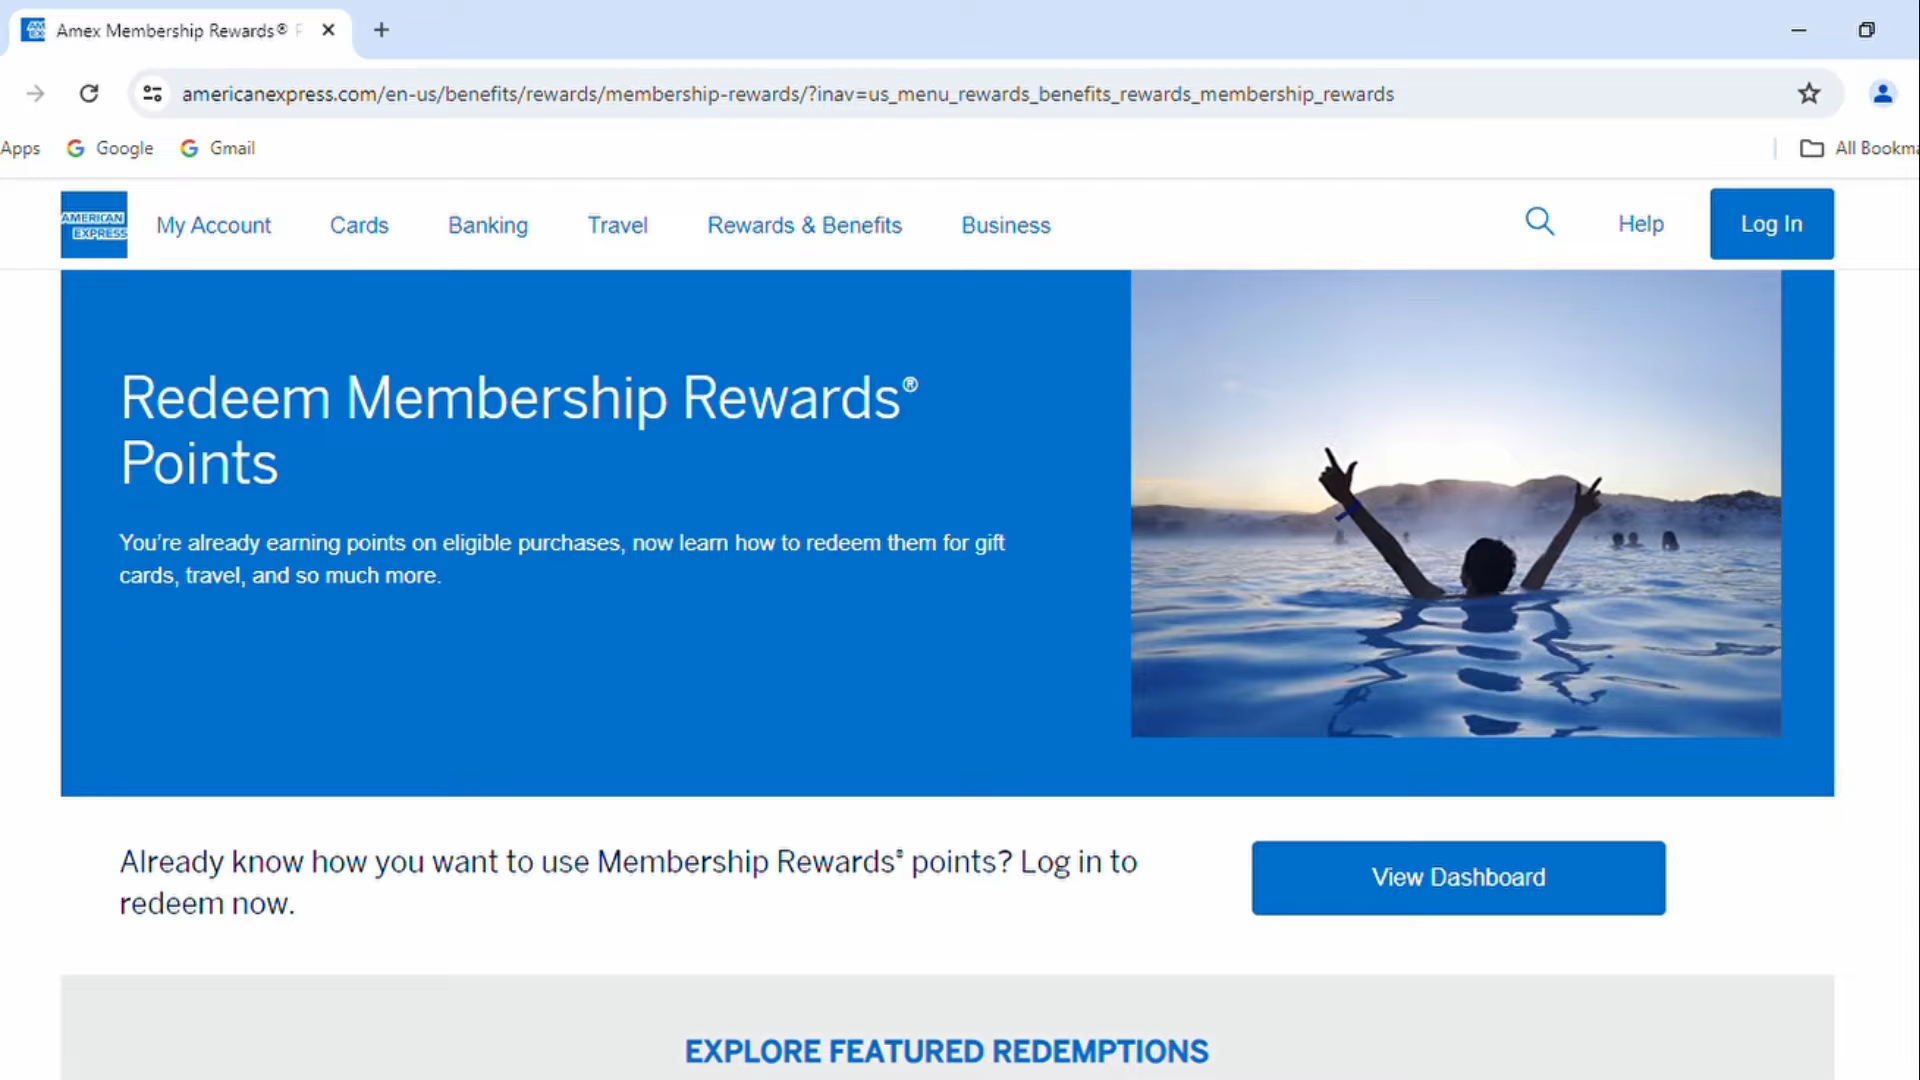 Amex Membership Rewards®
americanexpress.com/en-us/benefits/rewards/membership-rewards/?inav=us_menu_rewards_benefits_rewards_membership_rewards
Apps Google Gmail All Bookma
AMERICAN EXPRESS
My Account Cards Banking Travel Rewards & Benefits Business Help Log In
Redeem Membership Rewards®
Points
You’re already earning points on eligible purchases, now learn how to redeem them for gift
cards, travel, and so much more.
Already know how you want to use Membership Rewards® points? Log in to
redeem now.
View Dashboard
EXPLORE FEATURED REDEMPTIONS